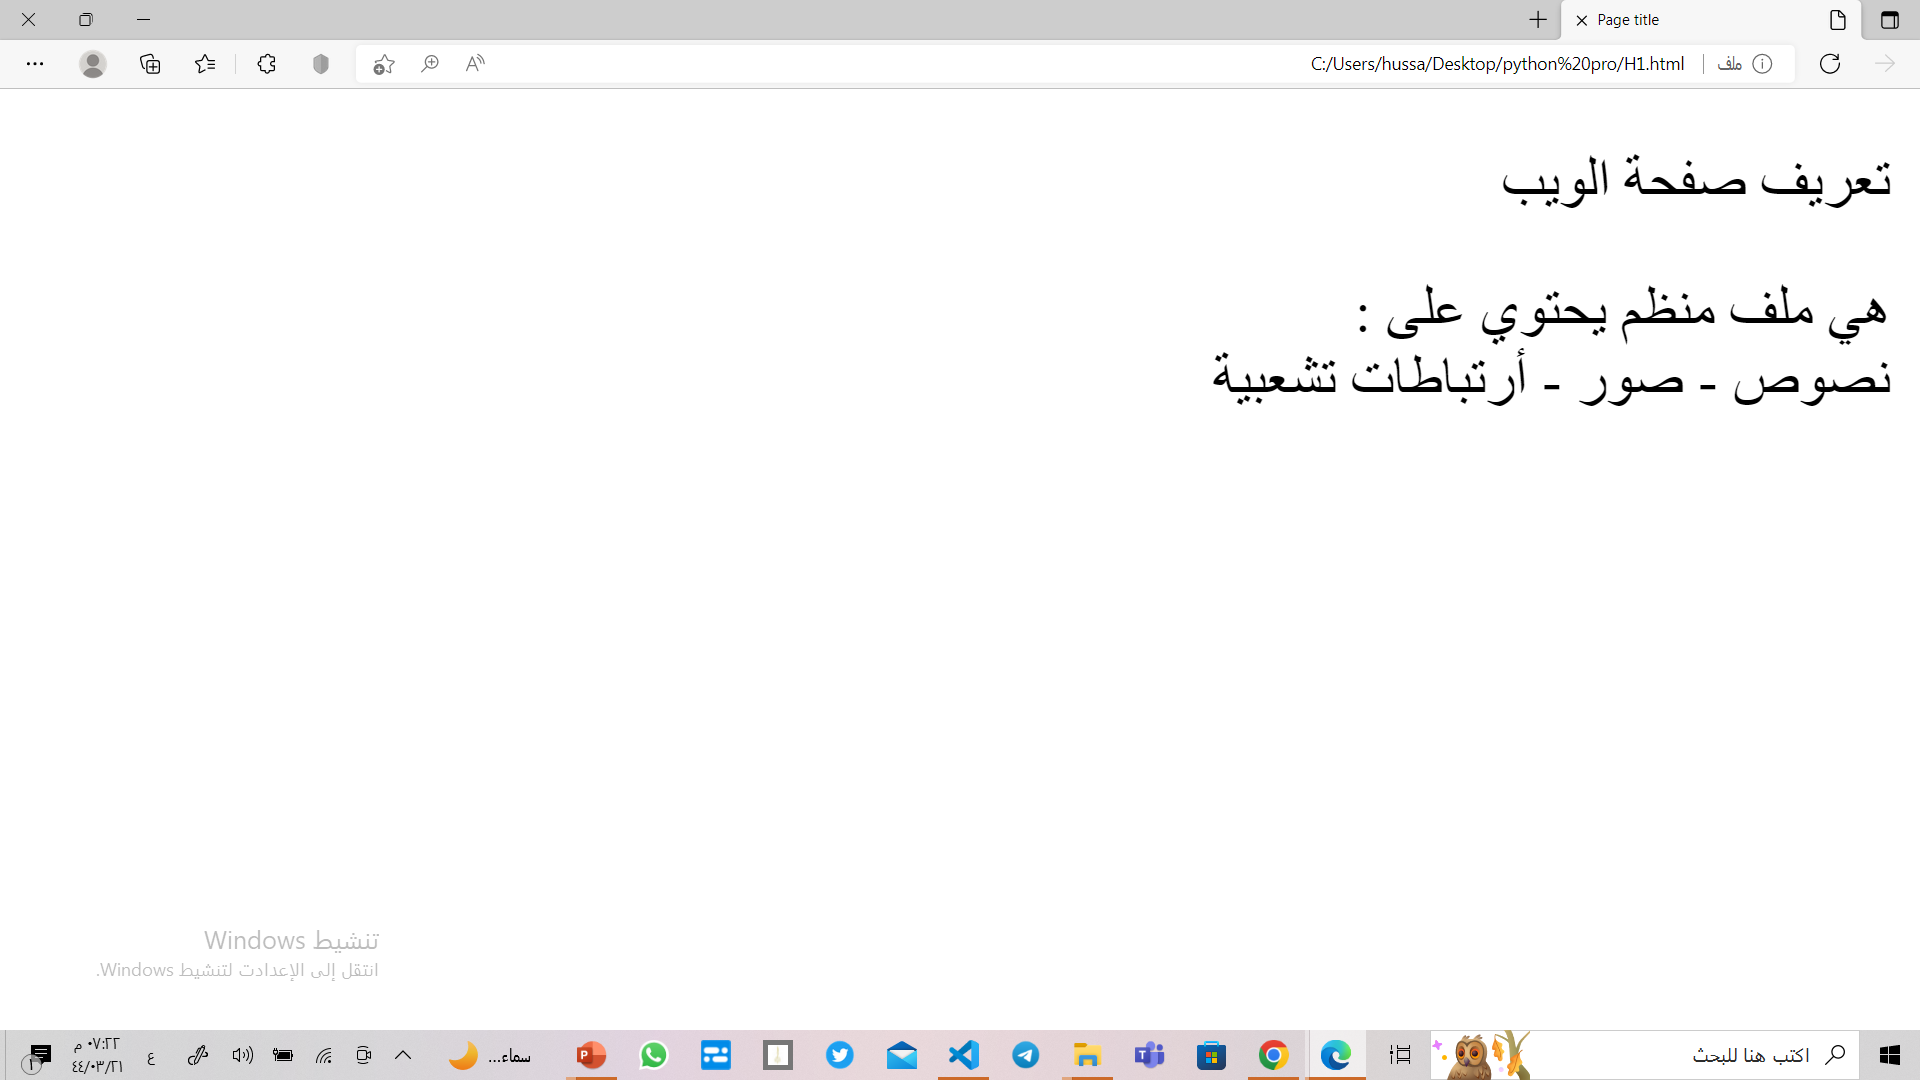 Page title
ملف
C:/Users/hussa/Desktop/python%20pro/H1.html
تعريف صفحة الويب
هي ملف منظم يحتوي على :
نصوص - صور - أرتباطات تشعبية
تنشيط Windows
انتقل إلى الإعدادت لتنشيط Windows.
اكتب هنا للبحث
سماء...
ع
٠٧:٢٢ م
٤٤/٠٣/٢١